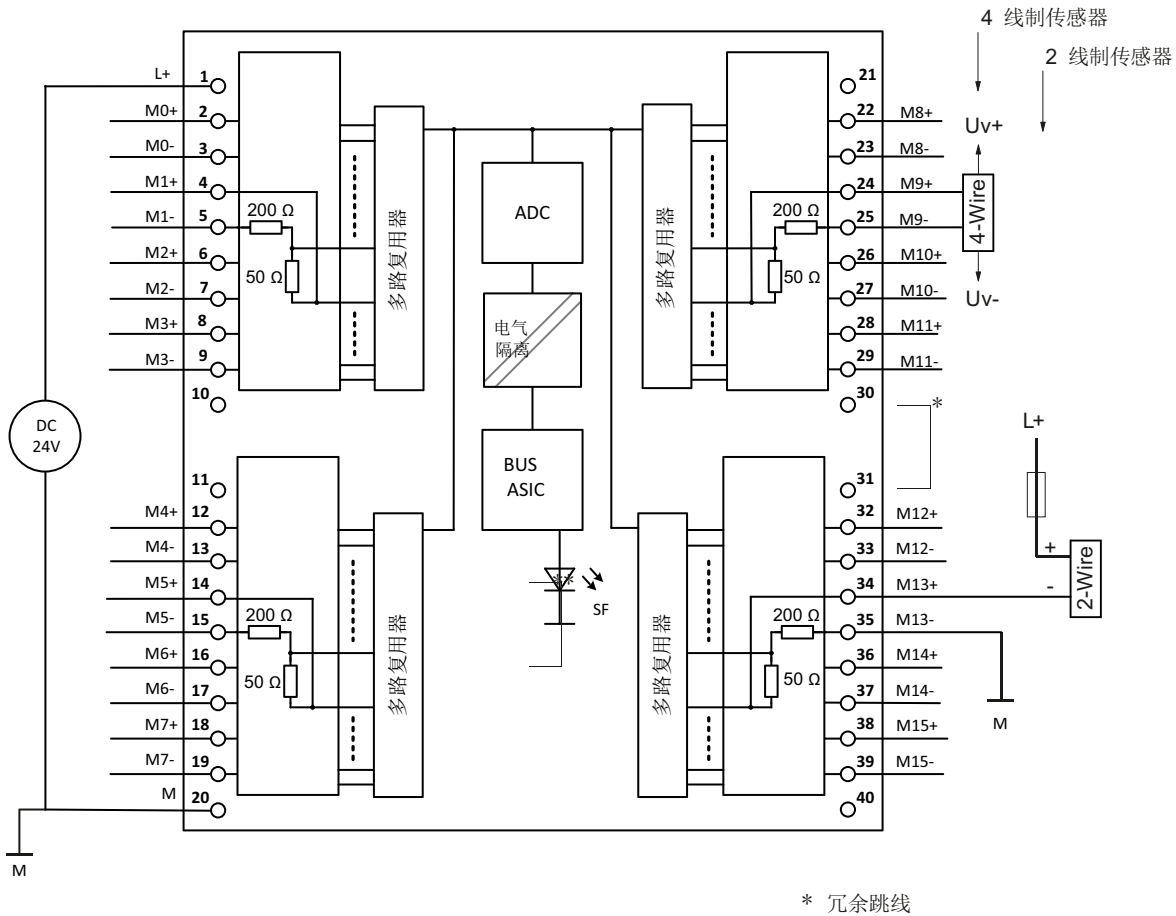 4 线制传感器
2 线制传感器
L+ 1
M0+ 2
M0- 3
M1+ 4
M1- 5
M2+ 6
M2- 7
M3+ 8
M3- 9
10
200 Ω
50 Ω
多路复用器
ADC
电气
隔离
BUS
ASIC
**
SF
多路复用器
200 Ω
50 Ω
21
22 M8+
23 M8-
24 M9+
25 M9-
26 M10+
27 M10-
28 M11+
29 M11-
30
*
Uv+
4-Wire
Uv-
DC
24V
11
M4+ 12
M4- 13
M5+ 14
M5- 15
M6+ 16
M6- 17
M7+ 18
M7- 19
M 20
M
200 Ω
50 Ω
多路复用器
多路复用器
200 Ω
50 Ω
31
32 M12+
33 M12-
34 M13+
35 M13-
36 M14+
37 M14-
38 M15+
39 M15-
40
L+
+
-
2-Wire
M
* 冗余跳线